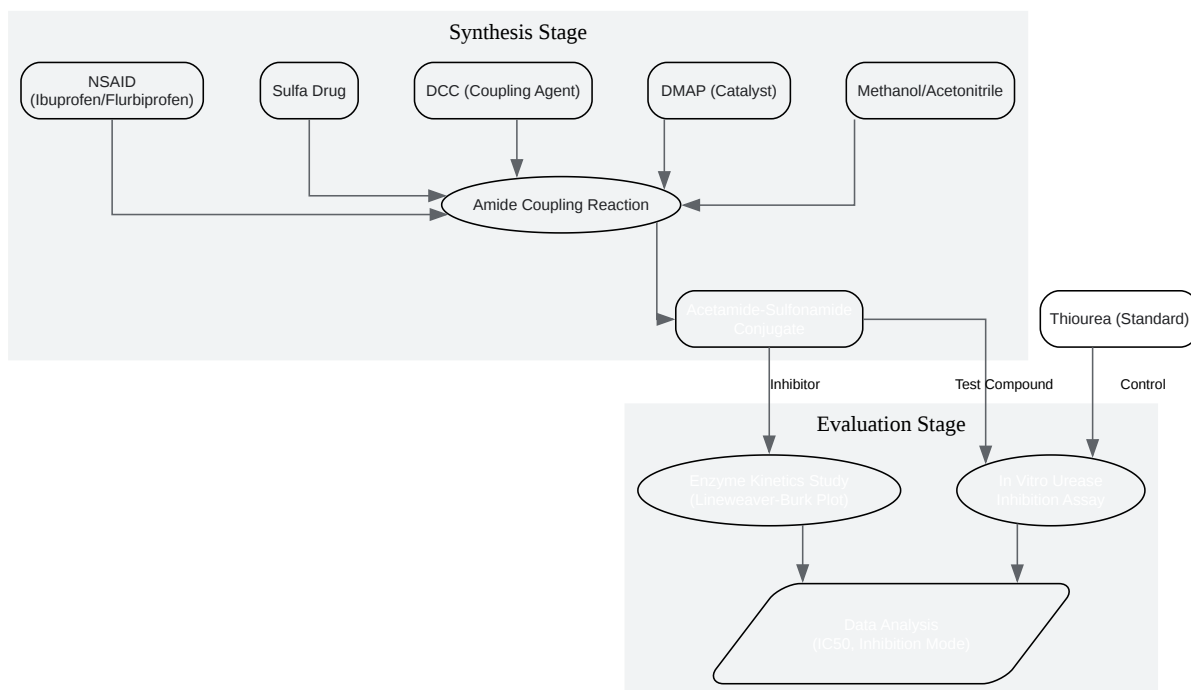 Synthesis Stage
NSAID
(Ibuprofen/Flurbiprofen)
Sulfa Drug
DCC (Coupling Agent)
DMAP (Catalyst)
Methanol/Acetonitrile
Amide Coupling Reaction
Acetamide-Sulfonamide
Conjugate
Thiourea (Standard)
Inhibitor
Test Compound
Control
Evaluation Stage
Enzyme Kinetics Study
(Lineweaver-Burk Plot)
In Vitro Urease
Inhibition Assay
Data Analysis
(IC50, Inhibition Mode)